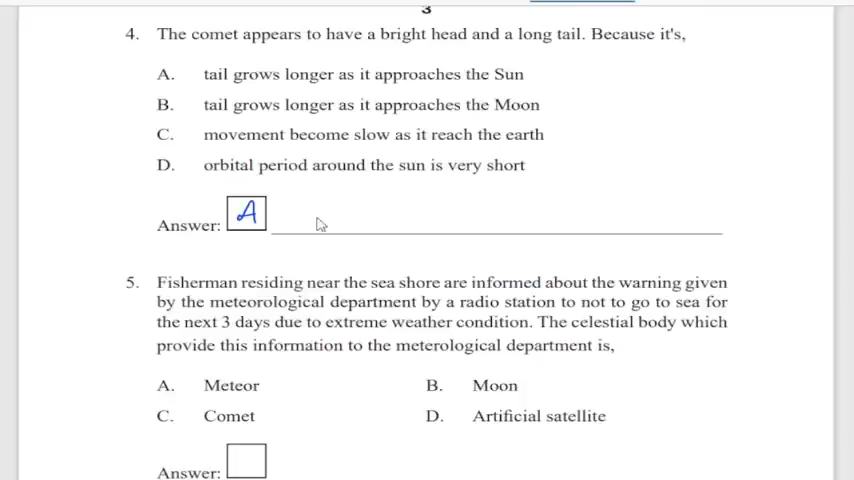 3
4. The comet appears to have a bright head and a long tail. Because it's,
A. tail grows longer as it approaches the Sun
B. tail grows longer as it approaches the Moon
C. movement become slow as it reach the earth
D. orbital period around the sun is very short
Answer: A
5. Fisherman residing near the sea shore are informed about the warning given
by the meteorological department by a radio station to not to go to sea for
the next 3 days due to extreme weather condition. The celestial body which
provide this information to the meterological department is,
A. Meteor B. Moon
C. Comet D. Artificial satellite
Answer: